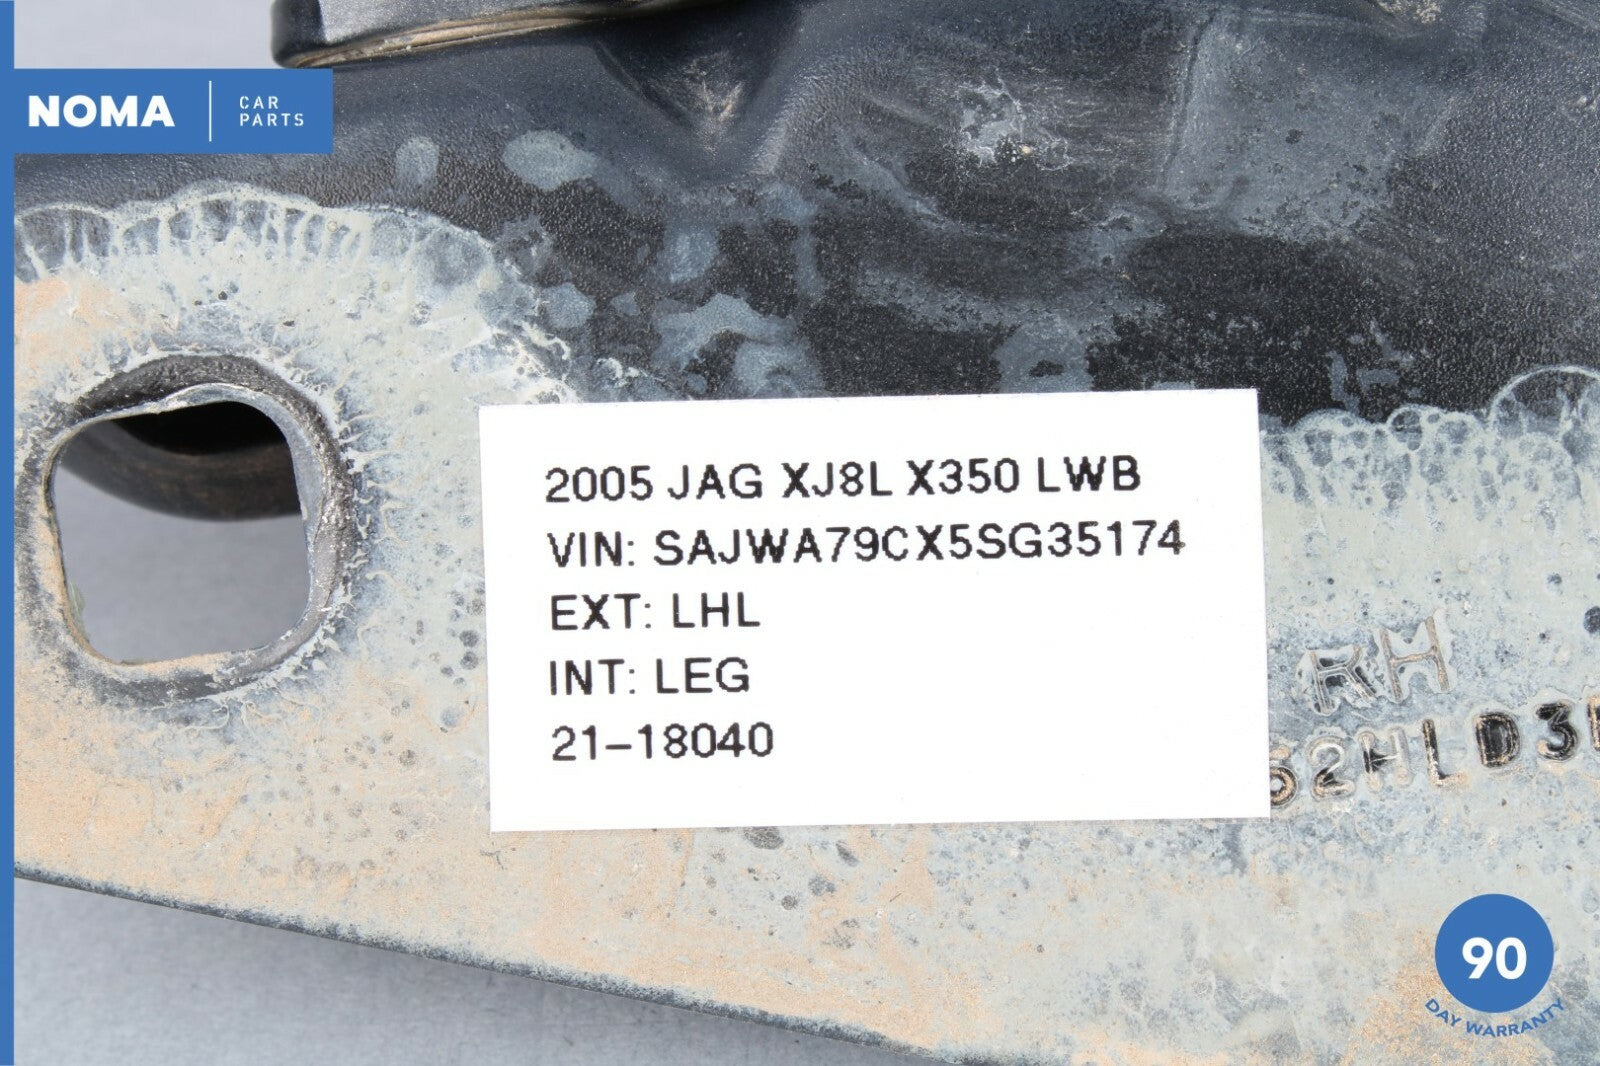 NOMA
CAR
PARTS
2005 JAG XJ8L X350 LWB
VIN: SAJWA79CX5SG35174
EXT: LHL
INT: LEG
21-18040
RH
90
DAY WARRANTY